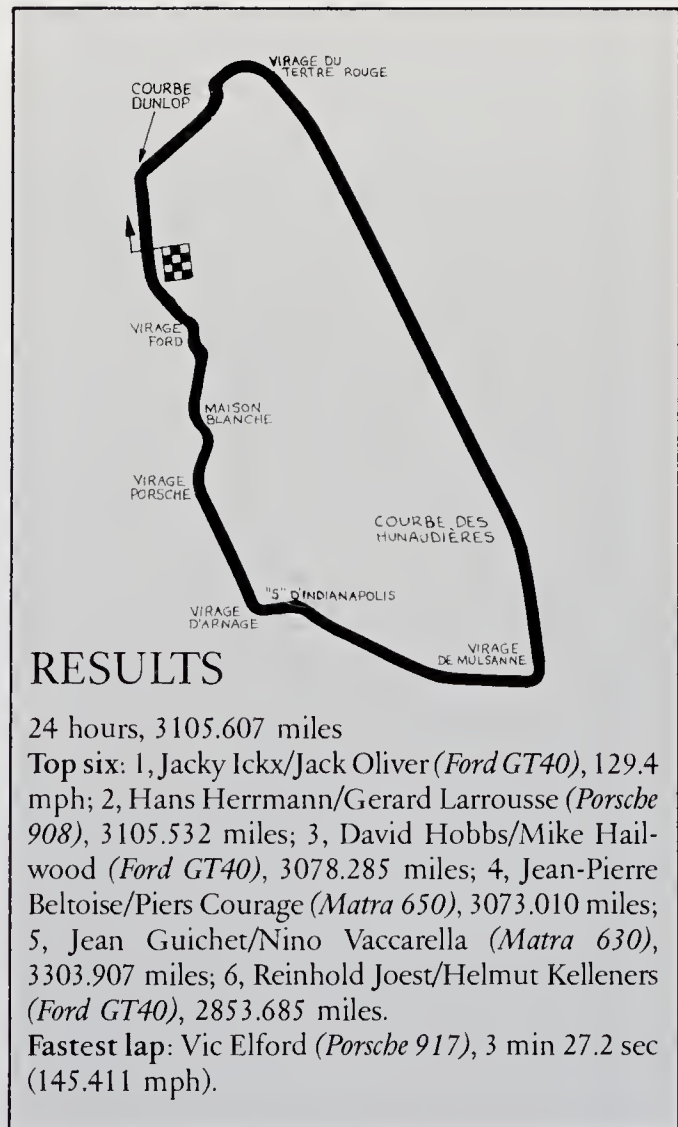 VIRAGE DU
TERTRE ROUGE
COURBE
DUNLOP
VIRAGE
FORD
MAISON
BLANCHE
VIRAGE
PORSCHE
COURBE DES
HUNAUDIÈRES
"S" D'INDIANAPOLIS
VIRAGE
D'ARNAGE
VIRAGE
DE MULSANNE
RESULTS
24 hours, 3105.607 miles
Top six: 1, Jacky Ickx/Jack Oliver (Ford GT40), 129.4
mph; 2, Hans Herrmann/Gerard Larrousse (Porsche
908), 3105.532 miles; 3, David Hobbs/Mike Hail-
wood (Ford GT40), 3078.285 miles; 4, Jean-Pierre
Beltoise/Piers Courage (Matra 650), 3073.010 miles;
5, Jean Guichet/Nino Vaccarella (Matra 630),
3303.907 miles; 6, Reinhold Joest/Helmut Kelleners
(Ford GT40), 2853.685 miles.
Fastest lap: Vic Elford (Porsche 917), 3 min 27.2 sec
(145.411 mph).